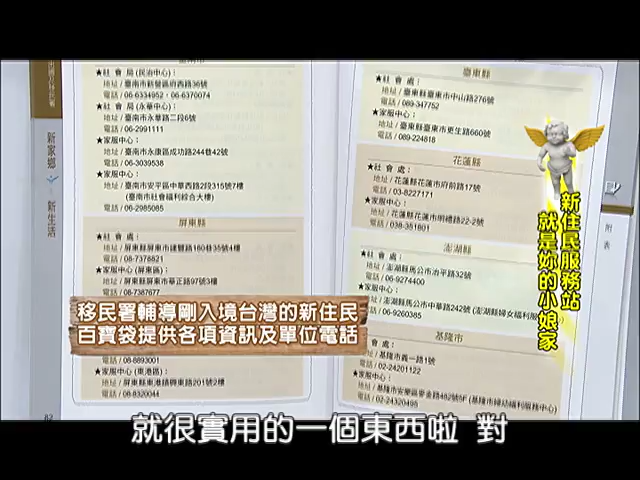 新家鄉
新生活
★社 會 局 (民治中心)：
地址 / 臺南市新營區府西路36號
電話 / 06-6334952，06-6370074
★社 會 局 (永華中心)：
地址 / 臺南市永華路二段6號
電話 / 06-2991111
★家服中心：
地址 / 臺南市永康區成功路244巷42號
電話 / 06-3039538
★家服中心：
地址 / 臺南市安平區中華西路2段315號7樓
(臺南市社會福利綜合大樓)
電話 / 06-2985085
屏東縣
★社 會 處：
地址 / 屏東縣屏東市建豐路180巷35號4樓
電話 / 08-7378821
★家服中心 (屏東區)：
地址 / 屏東縣屏東市華正路97號3樓
電話 / 08-7387677
電話 / 08-8893001
★家服中心 (東港區)：
地址 / 屏東縣東港鎮興東路201號2樓
電話 / 08-8320044
臺東縣
★社 會 處：
地址 / 臺東縣臺東市中山路276號
電話 / 089-347752
★家服中心：
地址 / 臺東縣臺東市更生路660號
電話 / 089-224818
花蓮縣
★社 會 處：
地址 / 花蓮縣花蓮市府前路17號
電話 / 03-8227171
★家服中心：
地址 / 花蓮縣花蓮市明禮路22-2號
電話 / 038-351801
澎湖縣
社 會 處：
地址 / 澎湖縣馬公市治平路32號
電話 / 06-9274400
家服中心：
地址 / 澎湖縣馬公市中華路242號 (澎湖縣婦女福利服
電話 / 06-9260385
基隆市
社 會 處：
地址 / 基隆市義一路1號
電話 / 02-24201122
家服中心：
地址 / 基隆市安樂區麥金路482號5F (基隆市婦幼福利服務中心)
電話 / 02-24320495
附 表
新住民服務站
就是妳的小娘家
移民署輔導剛入境台灣的新住民
百寶袋提供各項資訊及單位電話
就很實用的一個東西啦 對